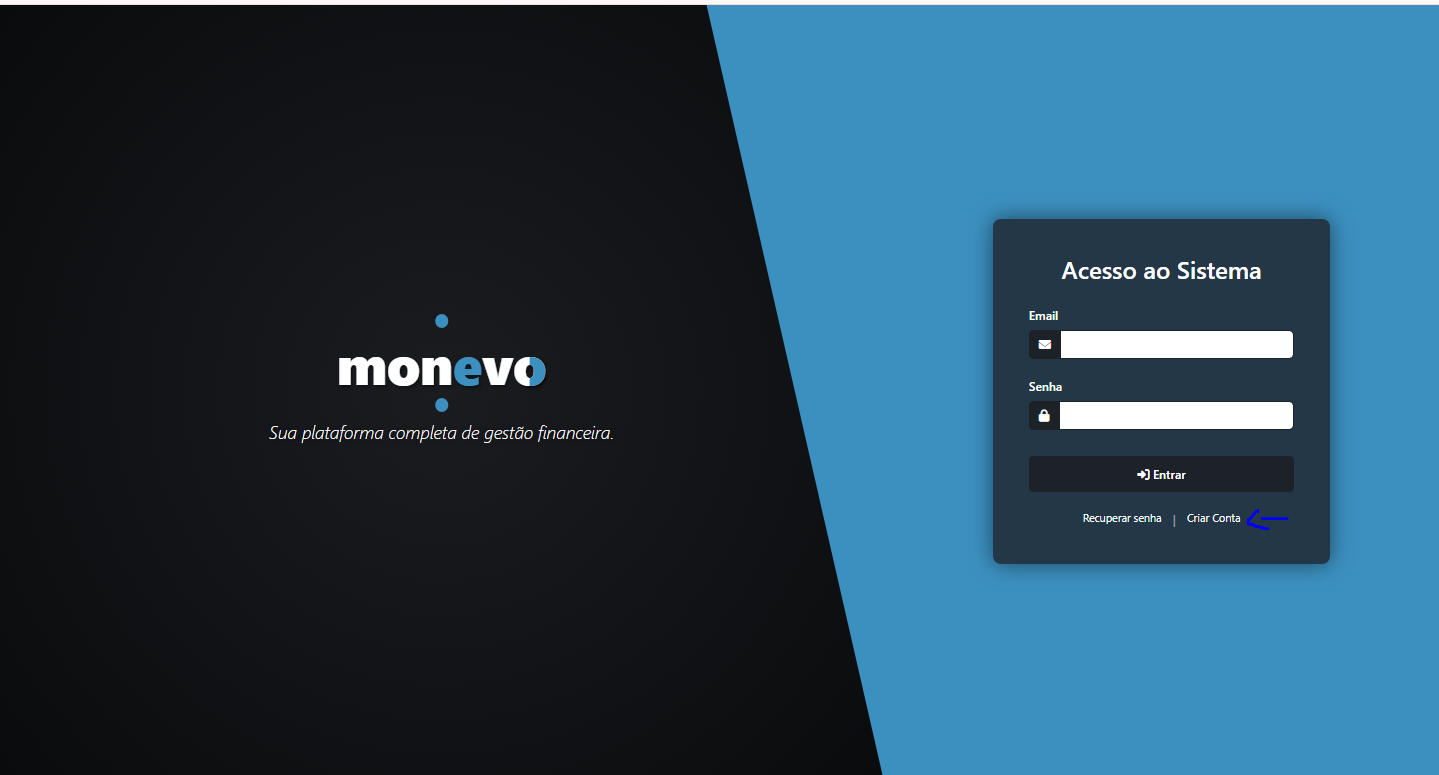 monevo
Sua plataforma completa de gestão financeira.
Acesso ao Sistema
Email
Senha
Entrar
Recuperar senha | Criar Conta